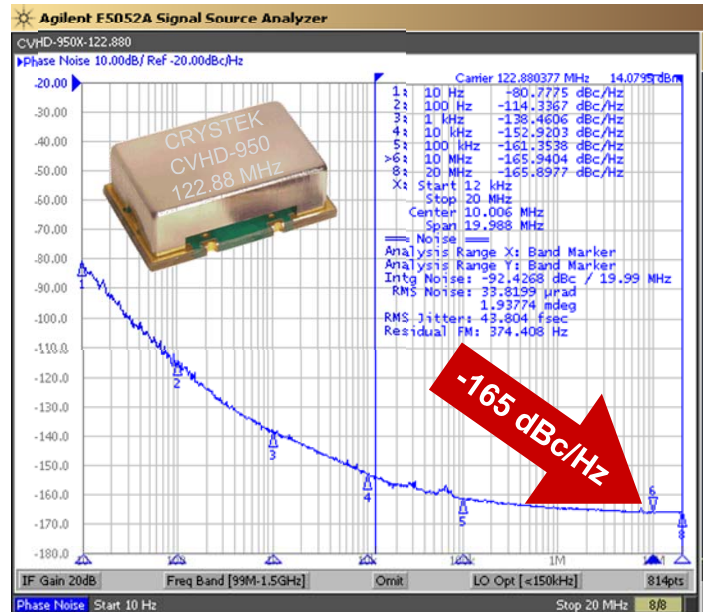 Agilent E5052A Signal Source Analyzer
CVHD-950X-122.880
Phase Noise 10.00dB/ Ref -20.00dBc/Hz
Carrier 122.880377 MHz 14.0795 dBm
1: 10 Hz -80.7775 dBc/Hz
2: 100 Hz -114.3367 dBc/Hz
3: 1 kHz -138.4606 dBc/Hz
4: 10 kHz -152.9203 dBc/Hz
5: 100 kHz -161.3538 dBc/Hz
>6: 10 MHz -165.9404 dBc/Hz
8: 20 MHz -165.8977 dBc/Hz
X: Start 12 kHz
Stop 20 MHz
Center 10.006 MHz
Span 19.988 MHz
=== Noise ===
Analysis Range X: Band Marker
Analysis Range Y: Band Marker
Intg Noise: -92.4268 dBc / 19.99 MHz
RMS Noise: 33.8199 µrad
1.93774 mdeg
RMS Jitter: 43.804 fsec
Residual FM: 374.408 Hz
CRYSTEK
CVHD-950
122.88 MHz
-165 dBc/Hz
-20.00
-30.00
-40.00
-50.00
-60.00
-70.00
-80.00
-90.00
-100.0
-110.0
-120.0
-130.0
-140.0
-150.0
-160.0
-170.0
-180.0
1
2
3
4
5
6
8
1M
IF Gain 20dB
Freq Band [99M-1.5GHz]
Omit
LO Opt [<150kHz]
814pts
Phase Noise Start 10 Hz
Stop 20 MHz
8/8